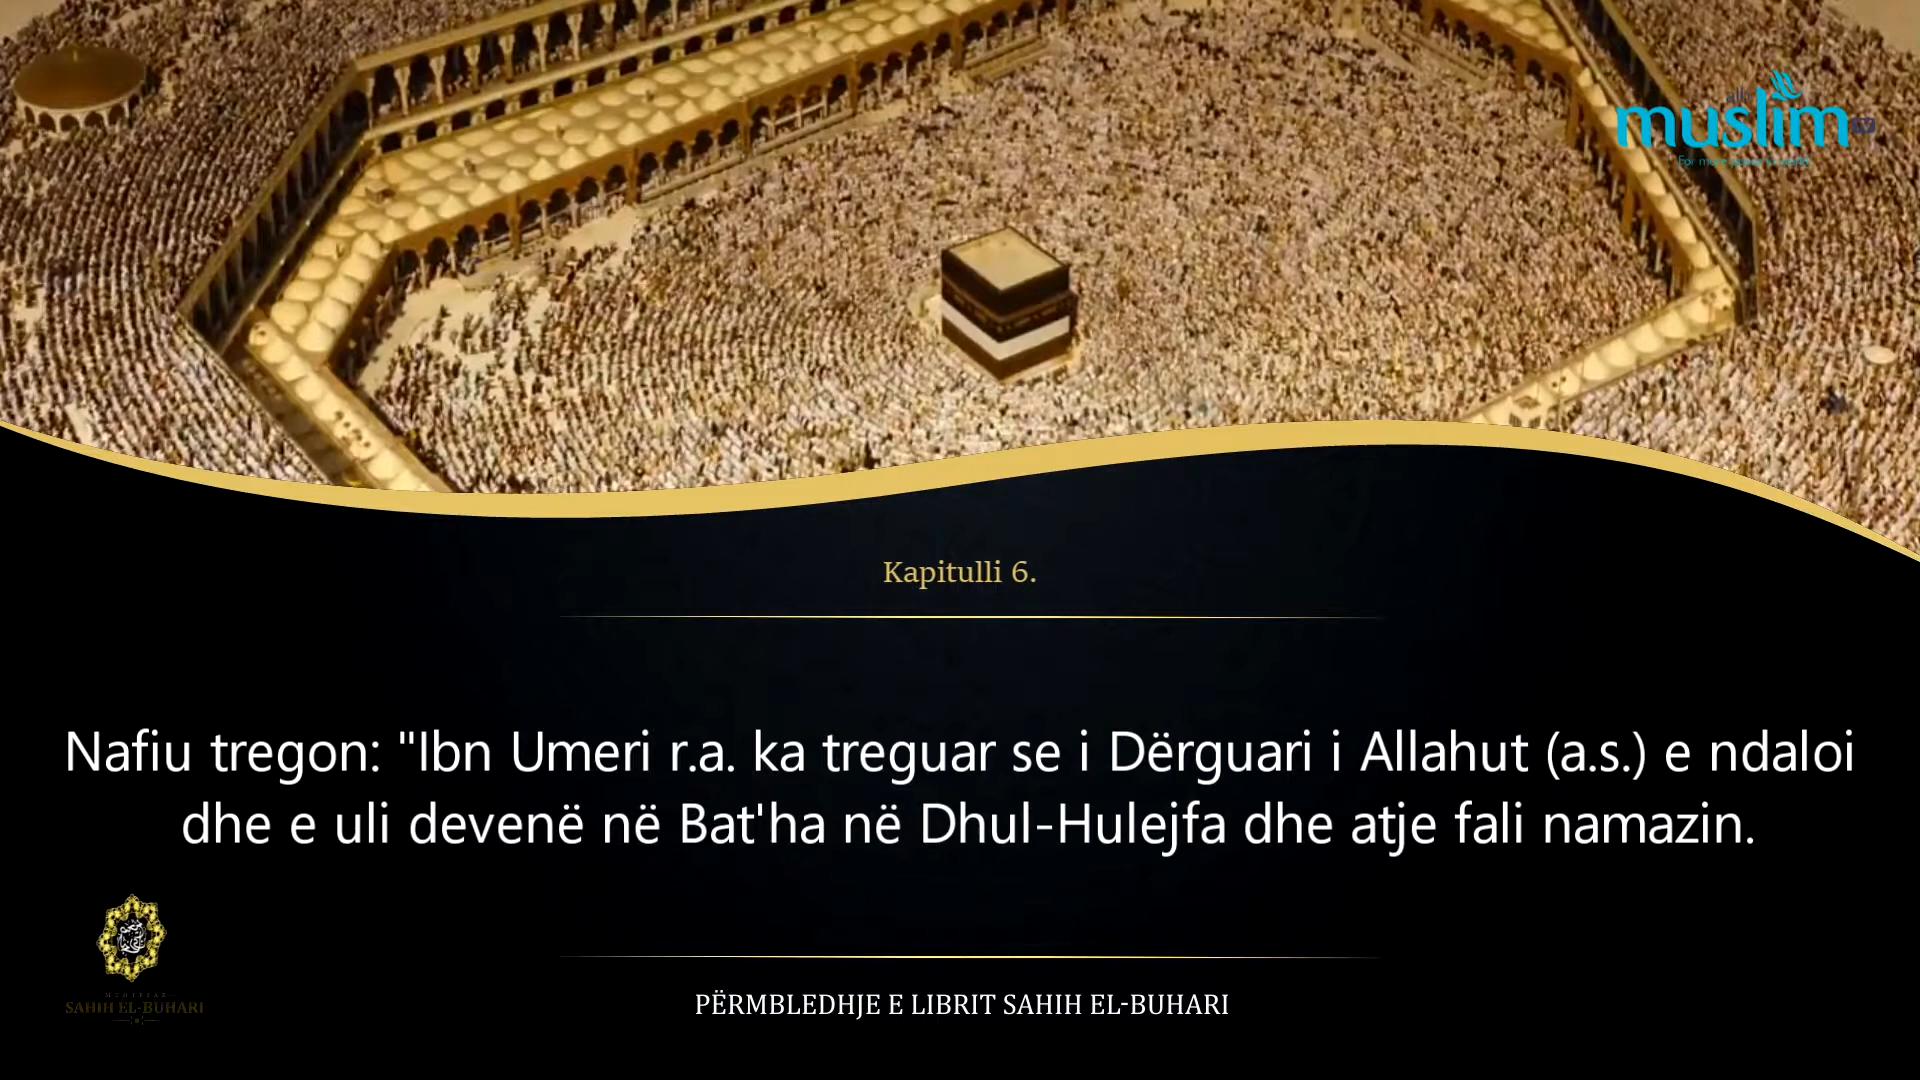 muslim
Kapitulli 6.
Nafiu tregon: "Ibn Umeri r.a. ka treguar se i Dërguari i Allahut (a.s.) e ndaloi
dhe e uli devenë në Bat'ha në Dhul-Hulejfa dhe atje fali namazin.
SAHIH EL-BUHARI
PËRMBLEDHJE E LIBRIT SAHIH EL-BUHARI